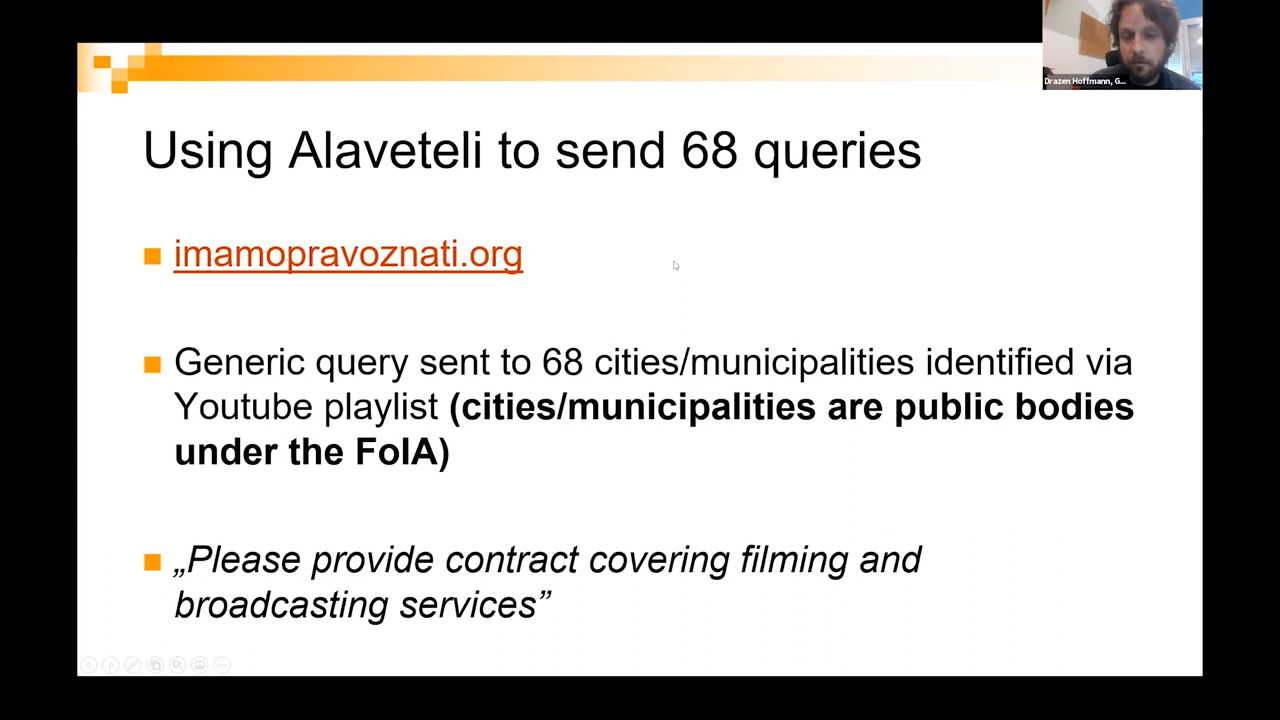 Drazen Hoffmann, G...
Using Alaveteli to send 68 queries
imamopravoznati.org
Generic query sent to 68 cities/municipalities identified via
Youtube playlist (cities/municipalities are public bodies
under the FoIA)
„Please provide contract covering filming and
broadcasting services”